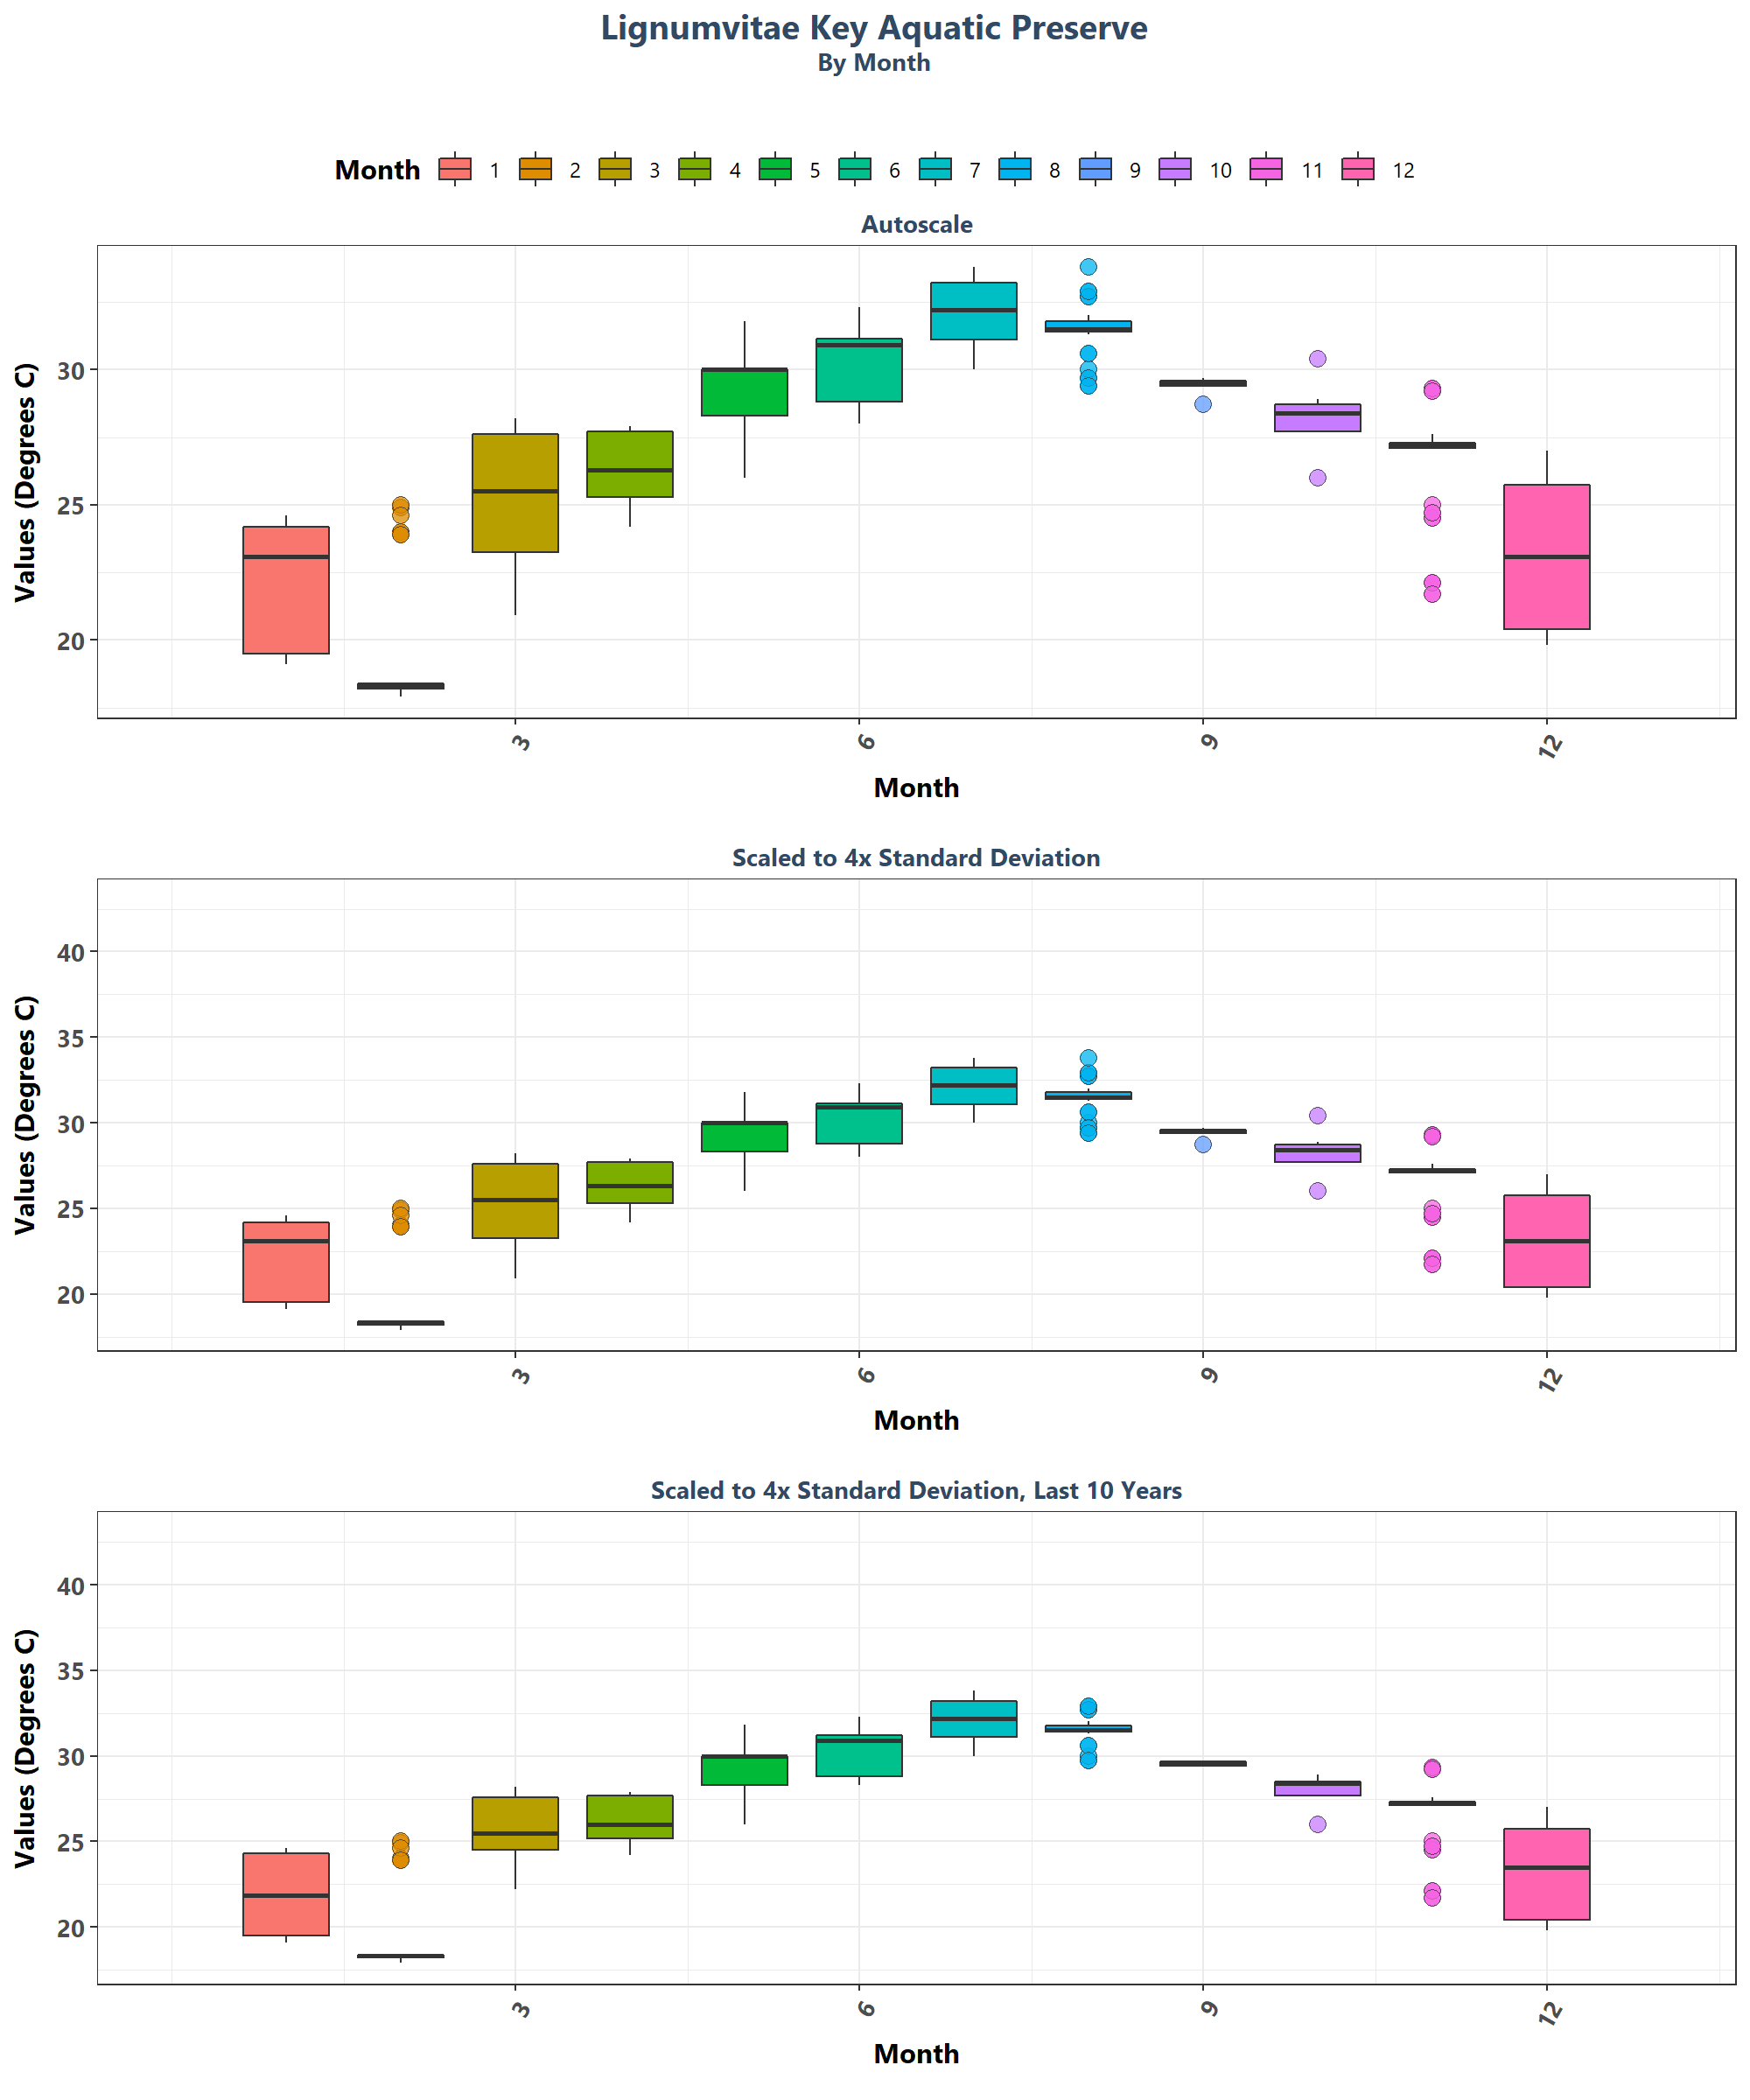 Lignumvitae Key Aquatic Preserve
By Month
Month 1 2 3 4 5 6 7 8 9 10 11 12
Autoscale
Values (Degrees C)
30
25
20
3 6 9 12
Month
Scaled to 4x Standard Deviation
Values (Degrees C)
40
35
30
25
20
3 6 9 12
Month
Scaled to 4x Standard Deviation, Last 10 Years
Values (Degrees C)
40
35
30
25
20
3 6 9 12
Month